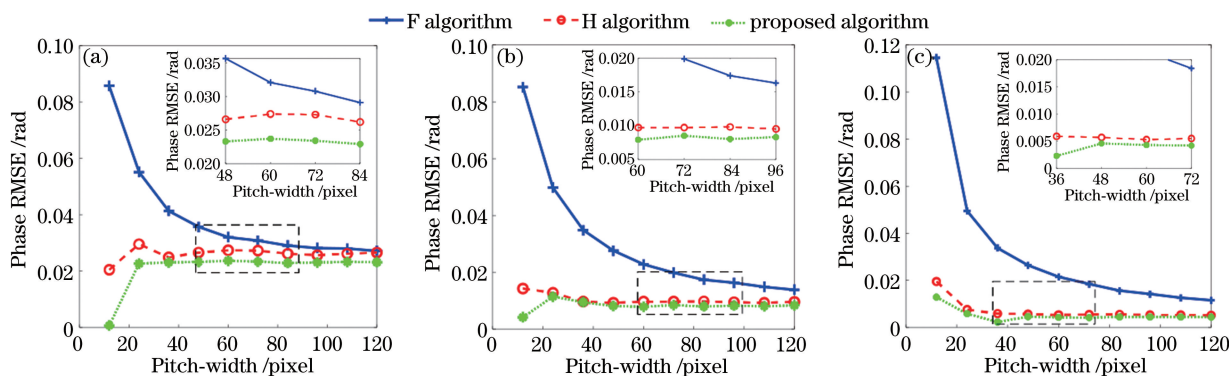 F algorithm H algorithm proposed algorithm
(a)
0.10
0.08
0.06
0.04
0.02
0
Phase RMSE /rad
0 20 40 60 80 100 120
Pitch-width /pixel
0.035
0.030
0.025
0.020
Phase RMSE /rad
48 60 72 84
Pitch-width /pixel
(b)
0.10
0.08
0.06
0.04
0.02
0
Phase RMSE /rad
0 20 40 60 80 100 120
Pitch-width /pixel
0.020
0.015
0.010
0.005
Phase RMSE /rad
60 72 84 96
Pitch-width /pixel
(c)
0.12
0.10
0.08
0.06
0.04
0.02
0
Phase RMSE /rad
0 20 40 60 80 100 120
Pitch-width /pixel
0.020
0.015
0.010
0.005
0
Phase RMSE /rad
36 48 60 72
Pitch-width /pixel